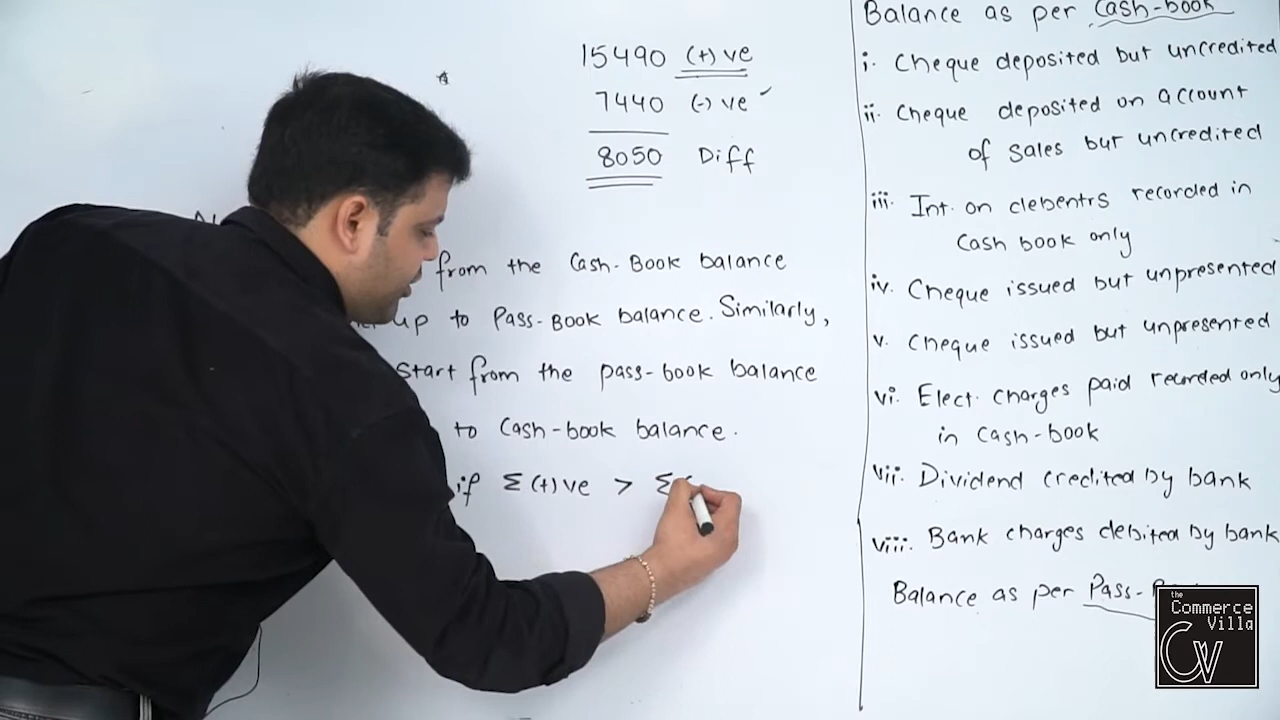 15490 (+)ve
7440 (-)ve
8050 Diff
from the Cash-Book balance
up to Pass-Book balance. Similarly,
start from the pass-book balance
to Cash-book balance.
if Σ(+)ve > Σ
Balance as per Cash-book
i. Cheque deposited but uncredited
ii. Cheque deposited on account
of Sales but uncredited
iii. Int. on debentrs recorded in
Cash book only
iv. Cheque issued but unpresented
v. Cheque issued but unpresented
vi. Elect. charges paid recorded only
in Cash-book
vii. Dividend credited by bank
viii. Bank charges debited by bank
Balance as per Pass-
the
Commerce
Villa
CV